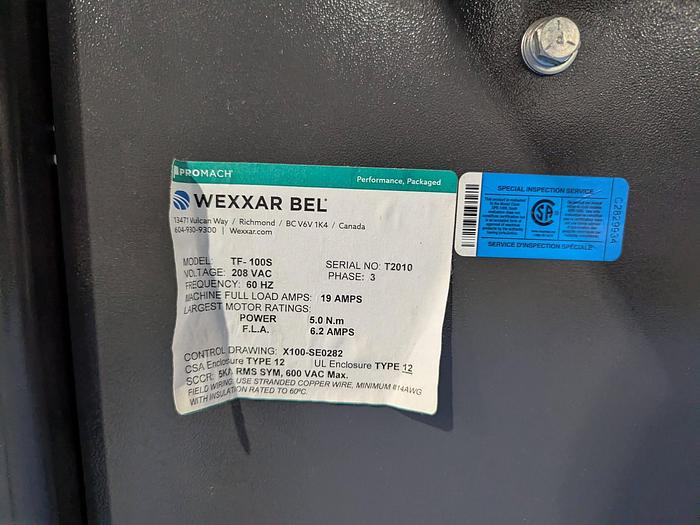 PROMACH
Performance, Packaged
WEXXAR BEL
13471 Vulcan Way / Richmond / BC V6V 1K4 / Canada
604-930-9300 | Wexxar.com
MODEL: TF-100S SERIAL NO: T2010
VOLTAGE: 208 VAC PHASE: 3
FREQUENCY: 60 HZ
MACHINE FULL LOAD AMPS: 19 AMPS
LARGEST MOTOR RATINGS:
POWER 5.0 N.m
F.L.A. 6.2 AMPS
CONTROL DRAWING: X100-SE0282
CSA Enclosure TYPE 12 UL Enclosure TYPE 12
SCCR: 5KA RMS SYM, 600 VAC Max.
FIELD WIRING: USE STRANDED COPPER WIRE, MINIMUM #14AWG
WITH INSULATION RATED TO 60ºC.
SPECIAL INSPECTION SERVICE
SERVICE D'INSPECTION SPÉCIALE